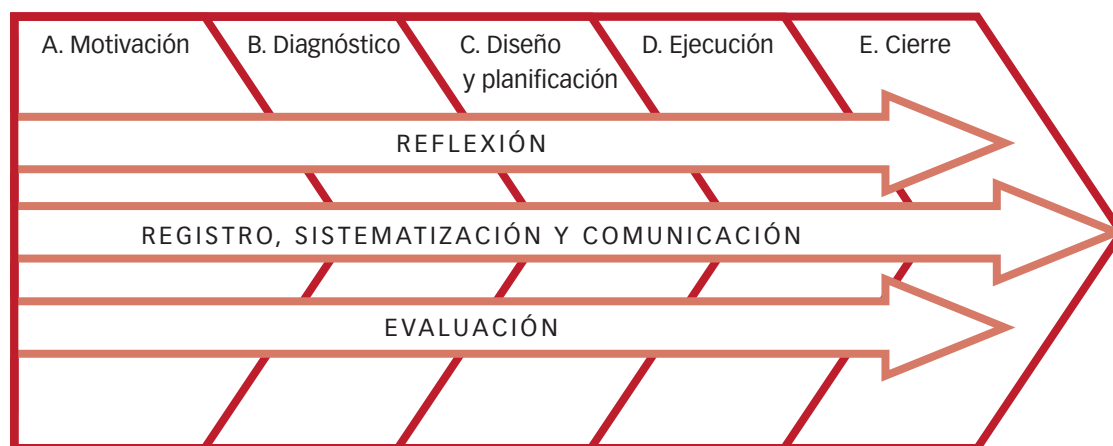 A. Motivación
B. Diagnóstico
C. Diseño
y planificación
D. Ejecución
E. Cierre
REFLEXIÓN
REGISTRO, SISTEMATIZACIÓN Y COMUNICACIÓN
EVALUACIÓN